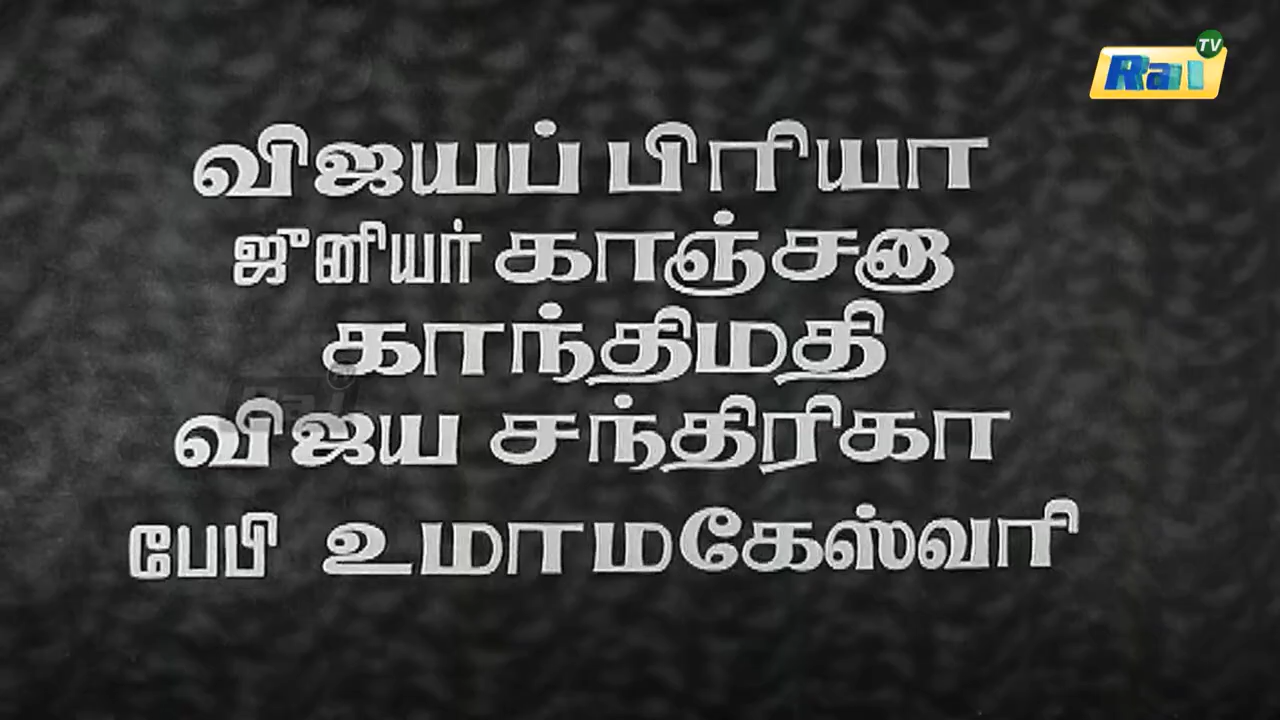 Raj TV
விஜயப் பிரியா
ஜுனியர் காஞ்சனா
காந்திமதி
விஜய சந்திரிகா
பேபி உமாமகேஸ்வரி